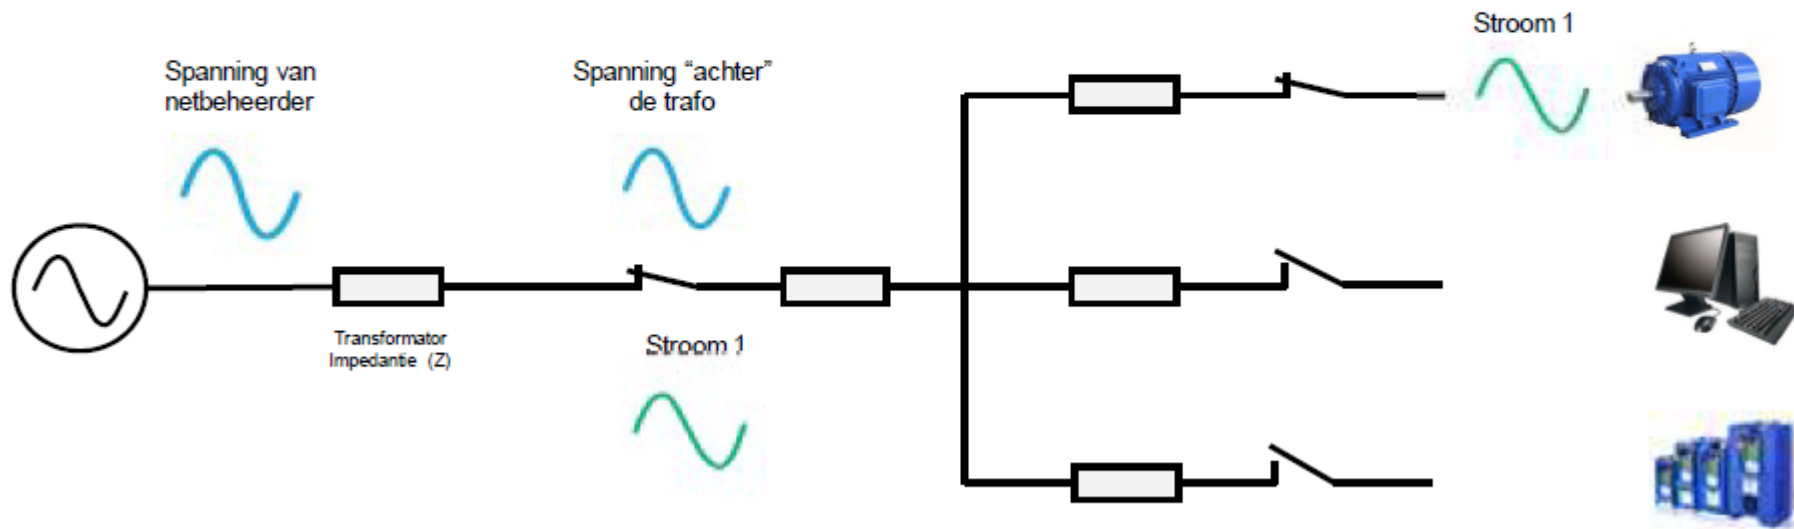 Stroom 1
Spanning van
netbeheerder
Spanning “achter”
de trafo
Transformator
Impedantie (Z)
Stroom 1